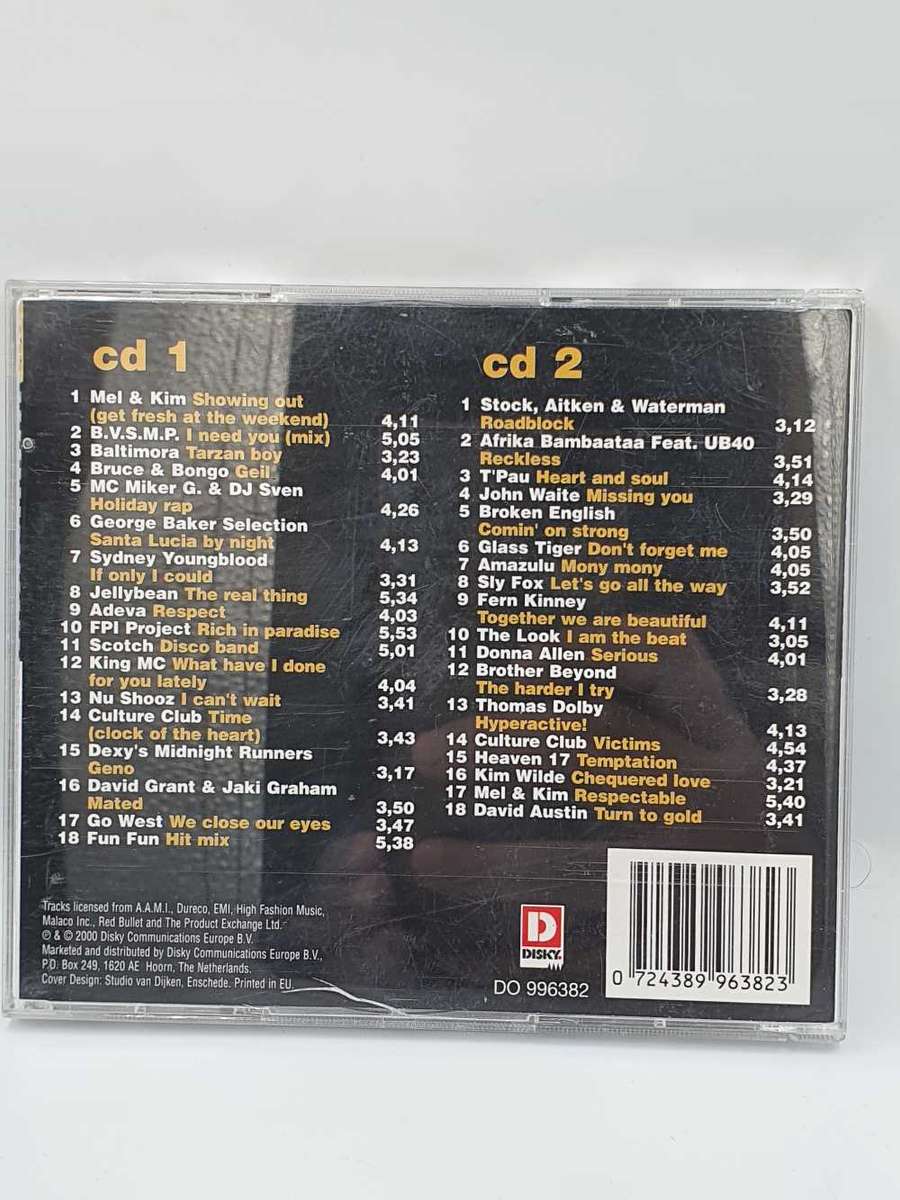 cd 1
1 Mel & Kim Showing out
(get fresh at the weekend) 4,11
2 B.V.S.M.P. I need you (mix) 5,05
3 Baltimora Tarzan boy 3,23
4 Bruce & Bongo Geil 4,01
5 MC Miker G. & DJ Sven
Holiday rap 4,26
6 George Baker Selection
Santa Lucia by night 4,13
7 Sydney Youngblood
If only I could 3,31
8 Jellybean The real thing 5,34
9 Adeva Respect 4,03
10 FPI Project Rich in paradise 5,53
11 Scotch Disco band 5,01
12 King MC What have I done
for you lately 4,04
13 Nu Shooz I can't wait 3,41
14 Culture Club Time
(clock of the heart) 3,43
15 Dexy's Midnight Runners
Geno 3,17
16 David Grant & Jaki Graham
Mated 3,50
17 Go West We close our eyes 3,47
18 Fun Fun Hit mix 5,38
cd 2
1 Stock, Aitken & Waterman
Roadblock 3,12
2 Afrika Bambaataa Feat. UB40
Reckless 3,51
3 T'Pau Heart and soul 4,14
4 John Waite Missing you 3,29
5 Broken English
Comin' on strong 3,50
6 Glass Tiger Don't forget me 4,05
7 Amazulu Mony mony 4,05
8 Sly Fox Let's go all the way 3,52
9 Fern Kinney
Together we are beautiful 4,11
10 The Look I am the beat 3,05
11 Donna Allen Serious 4,01
12 Brother Beyond
The harder I try 3,28
13 Thomas Dolby
Hyperactive! 4,13
14 Culture Club Victims 4,54
15 Heaven 17 Temptation 4,37
16 Kim Wilde Chequered love 3,21
17 Mel & Kim Respectable 5,40
18 David Austin Turn to gold 3,41
Tracks licensed from A.A.M.I., Dureco, EMI, High Fashion Music,
Malaco Inc., Red Bullet and The Product Exchange Ltd.
℗ & © 2000 Disky Communications Europe B.V.
Marketed and distributed by Disky Communications Europe B.V.,
P.O. Box 249, 1620 AE Hoorn, The Netherlands.
Cover Design: Studio van Dijken, Enschede. Printed in EU.
D
DISKY
DO 996382
0 724389 963823